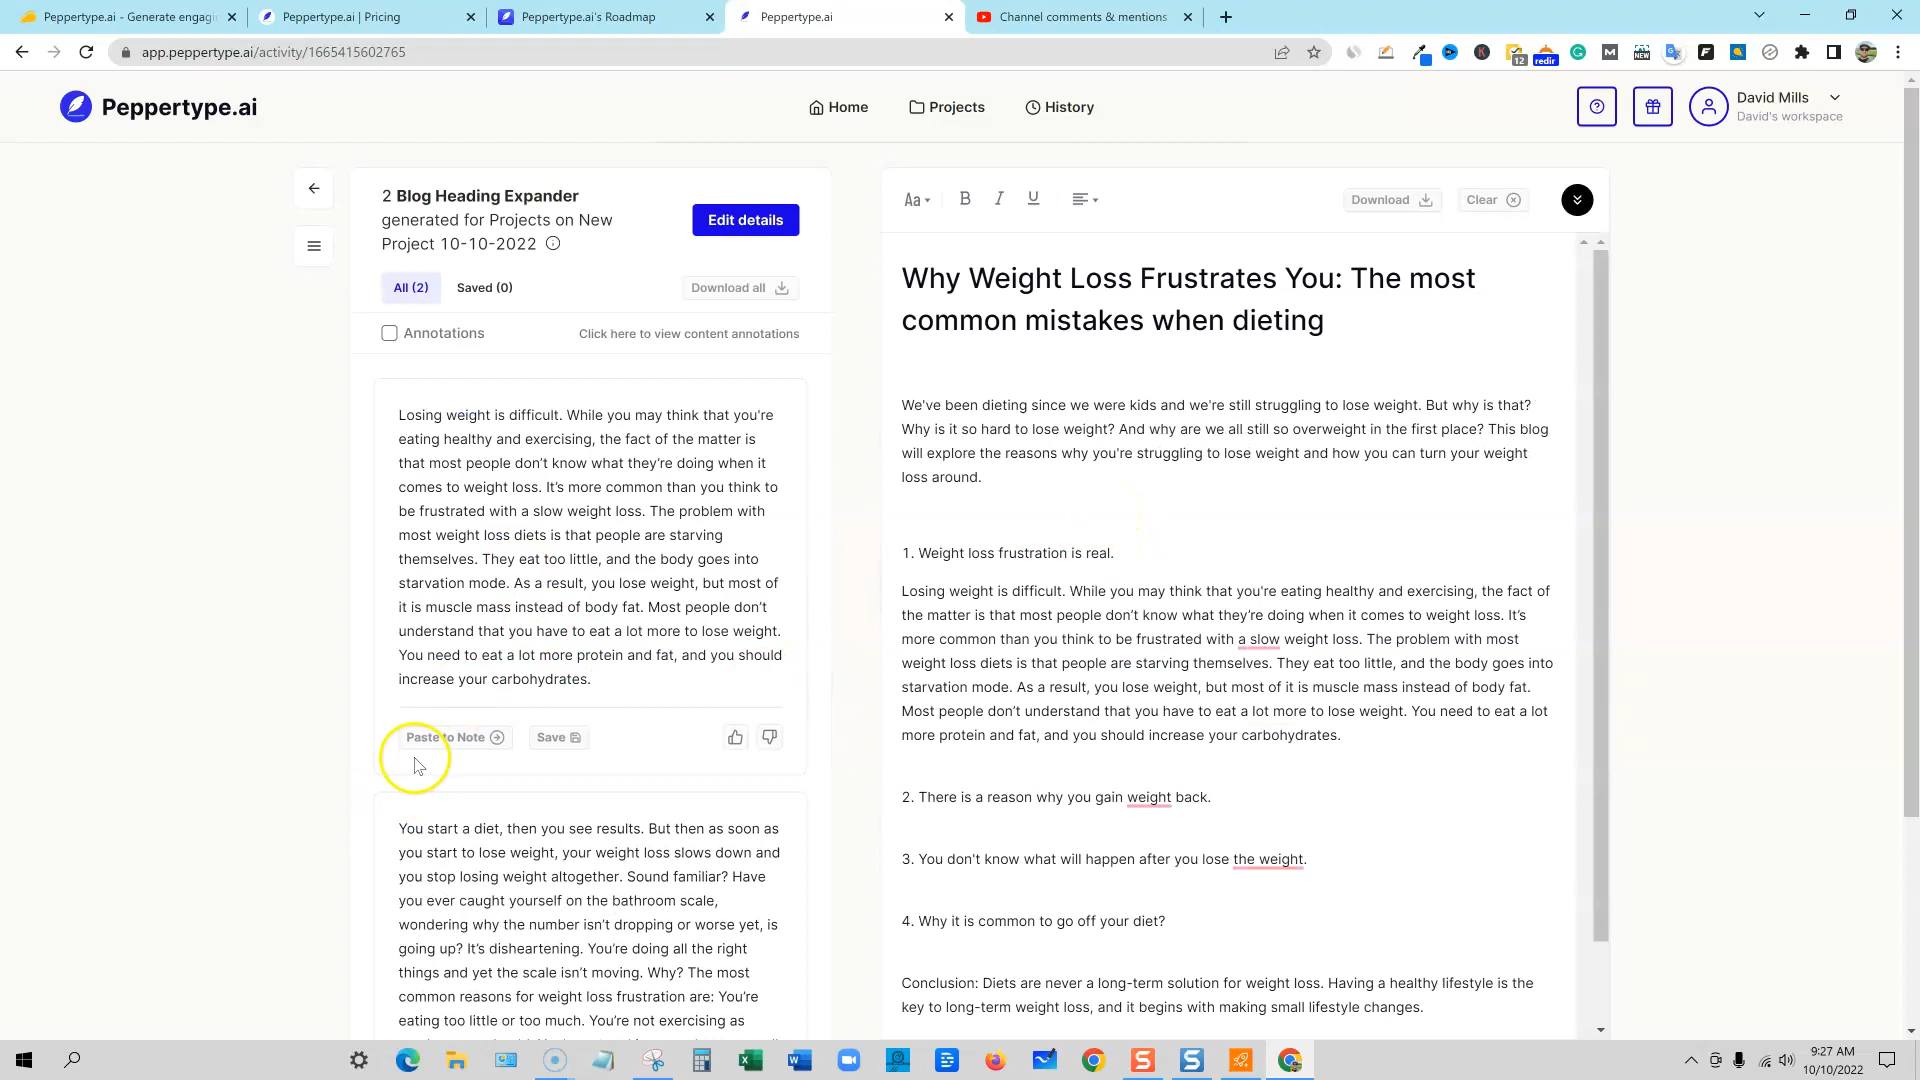 Peppertype.ai - Generate engagi
Peppertype.ai | Pricing
Peppertype.ai's Roadmap
Peppertype.ai
Channel comments & mentions
app.peppertype.ai/activity/1665415602765
12
redir
NEW
Peppertype.ai
Home
Projects
History
David Mills
David's workspace
2 Blog Heading Expander
generated for Projects on New
Project 10-10-2022
Edit details
All (2)
Saved (0)
Download all
Annotations
Click here to view content annotations
Losing weight is difficult. While you may think that you're
eating healthy and exercising, the fact of the matter is
that most people don't know what they're doing when it
comes to weight loss. It's more common than you think to
be frustrated with a slow weight loss. The problem with
most weight loss diets is that people are starving
themselves. They eat too little, and the body goes into
starvation mode. As a result, you lose weight, but most of
it is muscle mass instead of body fat. Most people don't
understand that you have to eat a lot more to lose weight.
You need to eat a lot more protein and fat, and you should
increase your carbohydrates.
Paste to Note
Save
You start a diet, then you see results. But then as soon as
you start to lose weight, your weight loss slows down and
you stop losing weight altogether. Sound familiar? Have
you ever caught yourself on the bathroom scale,
wondering why the number isn't dropping or worse yet, is
going up? It's disheartening. You're doing all the right
things and yet the scale isn't moving. Why? The most
common reasons for weight loss frustration are: You're
eating too little or too much. You're not exercising as
Aa
B
I
U
Download
Clear
Why Weight Loss Frustrates You: The most
common mistakes when dieting
We've been dieting since we were kids and we're still struggling to lose weight. But why is that?
Why is it so hard to lose weight? And why are we all still so overweight in the first place? This blog
will explore the reasons why you're struggling to lose weight and how you can turn your weight
loss around.
1. Weight loss frustration is real.
Losing weight is difficult. While you may think that you're eating healthy and exercising, the fact of
the matter is that most people don't know what they're doing when it comes to weight loss. It's
more common than you think to be frustrated with a slow weight loss. The problem with most
weight loss diets is that people are starving themselves. They eat too little, and the body goes into
starvation mode. As a result, you lose weight, but most of it is muscle mass instead of body fat.
Most people don't understand that you have to eat a lot more to lose weight. You need to eat a lot
more protein and fat, and you should increase your carbohydrates.
2. There is a reason why you gain weight back.
3. You don't know what will happen after you lose the weight.
4. Why it is common to go off your diet?
Conclusion: Diets are never a long-term solution for weight loss. Having a healthy lifestyle is the
key to long-term weight loss, and it begins with making small lifestyle changes.
9:27 AM
10/10/2022